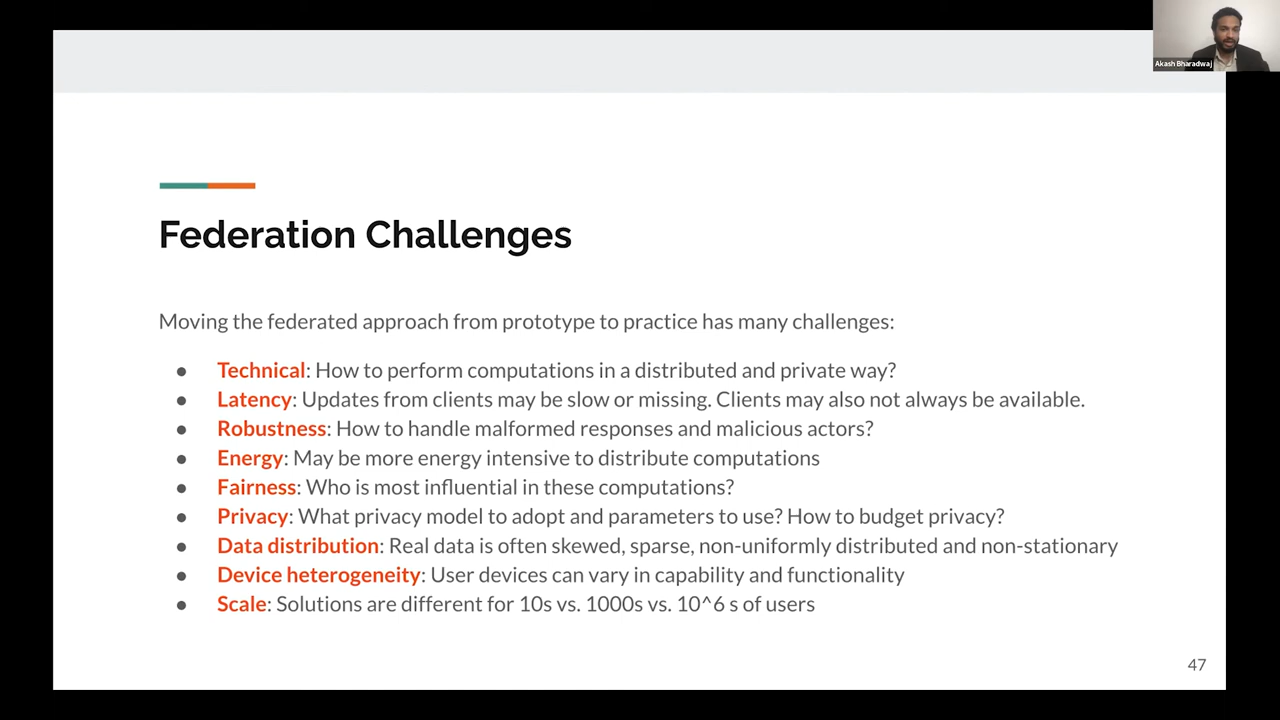 Akash Bharadwaj
Federation Challenges
Moving the federated approach from prototype to practice has many challenges:
● Technical: How to perform computations in a distributed and private way?
● Latency: Updates from clients may be slow or missing. Clients may also not always be available.
● Robustness: How to handle malformed responses and malicious actors?
● Energy: May be more energy intensive to distribute computations
● Fairness: Who is most influential in these computations?
● Privacy: What privacy model to adopt and parameters to use? How to budget privacy?
● Data distribution: Real data is often skewed, sparse, non-uniformly distributed and non-stationary
● Device heterogeneity: User devices can vary in capability and functionality
● Scale: Solutions are different for 10s vs. 1000s vs. 10^6 s of users
47